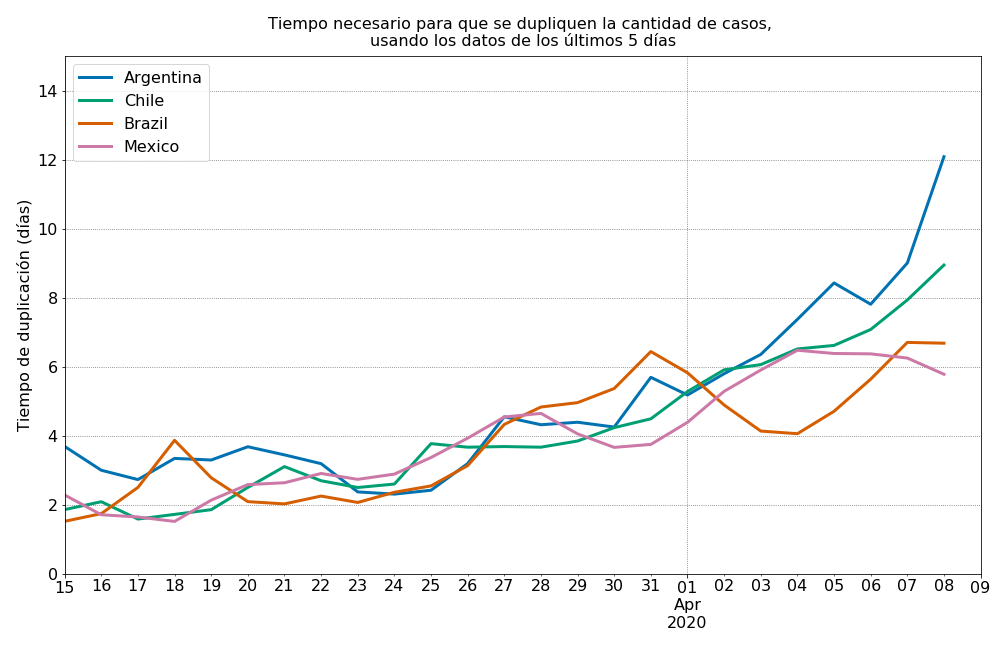 Tiempo necesario para que se dupliquen la cantidad de casos,
usando los datos de los últimos 5 días
Argentina
Chile
Brazil
Mexico
Tiempo de duplicación (días)
14
12
10
8
6
4
2
0
15 16 17 18 19 20 21 22 23 24 25 26 27 28 29 30 31 01 02 03 04 05 06 07 08 09
Apr
2020